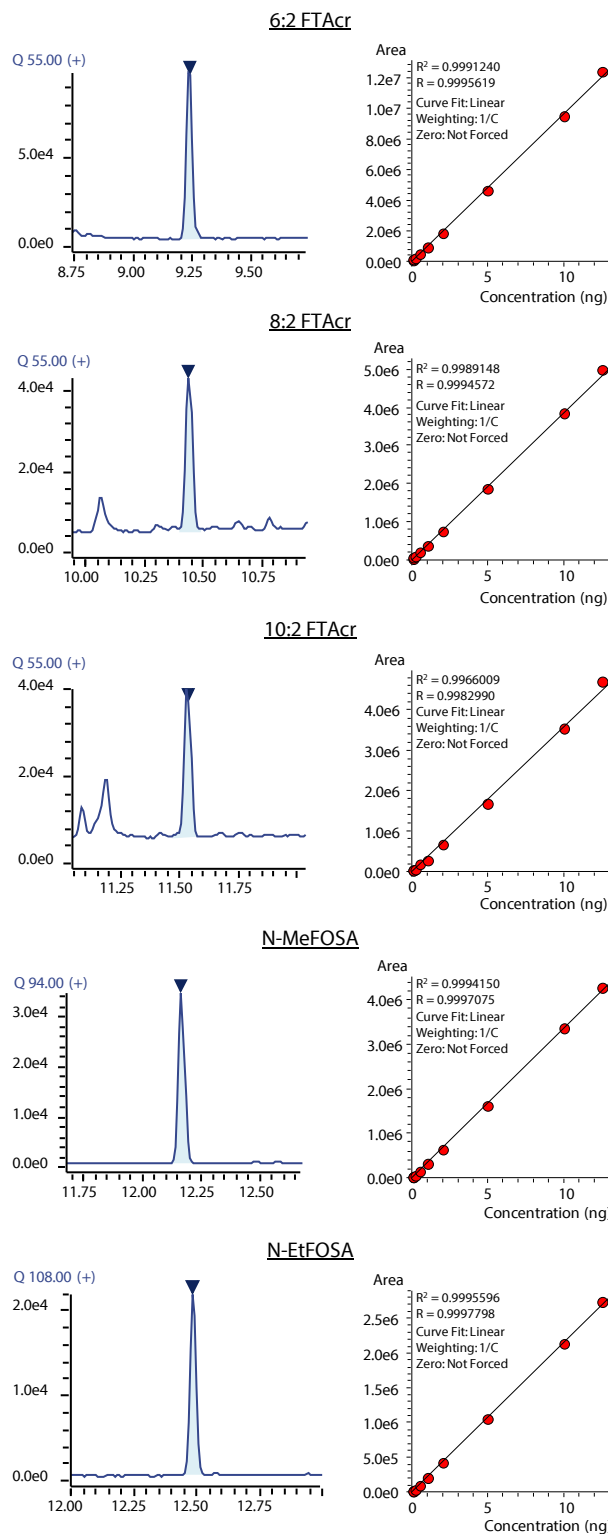 6:2 FTAcr
Q 55.00 (+)
5.0e4
0.0e0
8.75 9.00 9.25 9.50
Area
R² = 0.9991240
R = 0.9995619
Curve Fit: Linear
Weighting: 1/C
Zero: Not Forced
1.2e7
1.0e7
8.0e6
6.0e6
4.0e6
2.0e6
0.0e0
0 5 10
Concentration (ng)
8:2 FTAcr
Q 55.00 (+)
4.0e4
2.0e4
0.0e0
10.00 10.25 10.50 10.75
Area
R² = 0.9989148
R = 0.9994572
Curve Fit: Linear
Weighting: 1/C
Zero: Not Forced
5.0e6
4.0e6
3.0e6
2.0e6
1.0e6
0.0e0
0 5 10
Concentration (ng)
10:2 FTAcr
Q 55.00 (+)
4.0e4
2.0e4
0.0e0
11.25 11.50 11.75
Area
R² = 0.9966009
R = 0.9982990
Curve Fit: Linear
Weighting: 1/C
Zero: Not Forced
4.0e6
3.0e6
2.0e6
1.0e6
0.0e0
0 5 10
Concentration (ng)
N-MeFOSA
Q 94.00 (+)
3.0e4
2.0e4
1.0e4
0.0e0
11.75 12.00 12.25 12.50
Area
R² = 0.9994150
R = 0.9997075
Curve Fit: Linear
Weighting: 1/C
Zero: Not Forced
4.0e6
3.0e6
1.0e6
0.0e0
0 5 10
Concentration (ng)
N-EtFOSA
Q 108.00 (+)
2.0e4
1.0e4
0.0e0
12.00 12.25 12.50 12.75
Area
R² = 0.9995596
R = 0.9997798
Curve Fit: Linear
Weighting: 1/C
Zero: Not Forced
2.5e6
2.0e6
1.5e6
1.0e6
5.0e5
0.0e0
0 5 10
Concentration (ng)